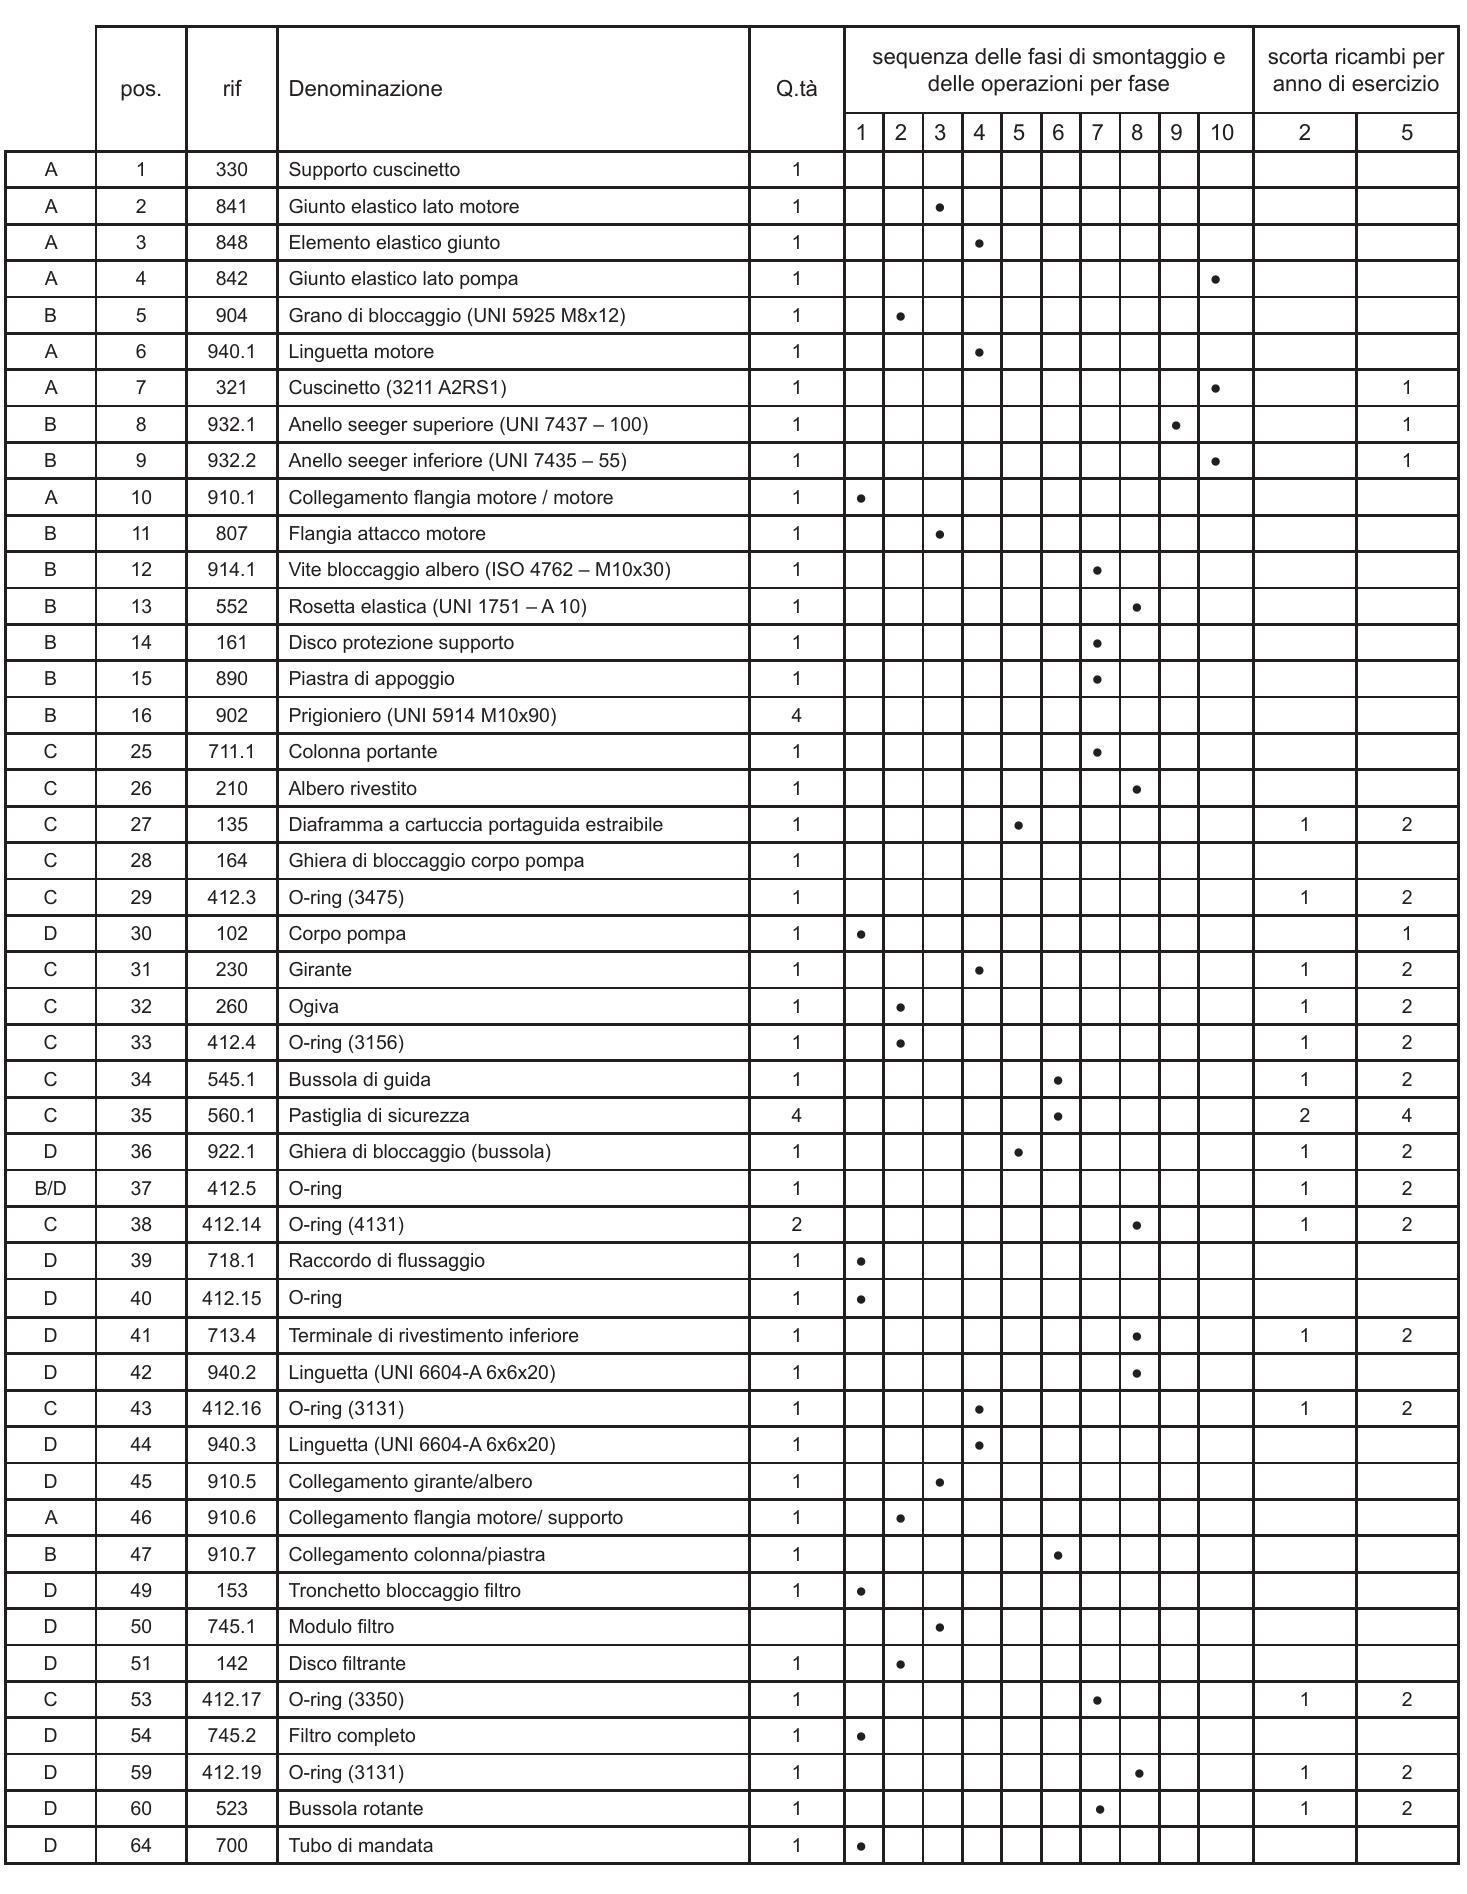 pos. rif Denominazione Q.tà sequenza delle fasi di smontaggio e delle operazioni per fase scorta ricambi per anno di esercizio
1 2 3 4 5 6 7 8 9 10 2 5
A 1 330 Supporto cuscinetto 1
A 2 841 Giunto elastico lato motore 1 •
A 3 848 Elemento elastico giunto 1 •
A 4 842 Giunto elastico lato pompa 1 •
B 5 904 Grano di bloccaggio (UNI 5925 M8x12) 1 •
A 6 940.1 Linguetta motore 1 •
A 7 321 Cuscinetto (3211 A2RS1) 1 • 1
B 8 932.1 Anello seeger superiore (UNI 7437 – 100) 1 • 1
B 9 932.2 Anello seeger inferiore (UNI 7435 – 55) 1 • 1
A 10 910.1 Collegamento flangia motore / motore 1 •
B 11 807 Flangia attacco motore 1 •
B 12 914.1 Vite bloccaggio albero (ISO 4762 – M10x30) 1 •
B 13 552 Rosetta elastica (UNI 1751 – A 10) 1 •
B 14 161 Disco protezione supporto 1 •
B 15 890 Piastra di appoggio 1 •
B 16 902 Prigioniero (UNI 5914 M10x90) 4
C 25 711.1 Colonna portante 1 •
C 26 210 Albero rivestito 1 •
C 27 135 Diaframma a cartuccia portaguida estraibile 1 • 1 2
C 28 164 Ghiera di bloccaggio corpo pompa 1
C 29 412.3 O-ring (3475) 1 1 2
D 30 102 Corpo pompa 1 • 1
C 31 230 Girante 1 • 1 2
C 32 260 Ogiva 1 • 1 2
C 33 412.4 O-ring (3156) 1 • 1 2
C 34 545.1 Bussola di guida 1 • 1 2
C 35 560.1 Pastiglia di sicurezza 4 • 2 4
D 36 922.1 Ghiera di bloccaggio (bussola) 1 • 1 2
B/D 37 412.5 O-ring 1 1 2
C 38 412.14 O-ring (4131) 2 • 1 2
D 39 718.1 Raccordo di flussaggio 1 •
D 40 412.15 O-ring 1 •
D 41 713.4 Terminale di rivestimento inferiore 1 • 1 2
D 42 940.2 Linguetta (UNI 6604-A 6x6x20) 1 •
C 43 412.16 O-ring (3131) 1 • 1 2
D 44 940.3 Linguetta (UNI 6604-A 6x6x20) 1 •
D 45 910.5 Collegamento girante/albero 1 •
A 46 910.6 Collegamento flangia motore/ supporto 1 •
B 47 910.7 Collegamento colonna/piastra 1 •
D 49 153 Tronchetto bloccaggio filtro 1 •
D 50 745.1 Modulo filtro •
D 51 142 Disco filtrante 1 •
C 53 412.17 O-ring (3350) 1 • 1 2
D 54 745.2 Filtro completo 1 •
D 59 412.19 O-ring (3131) 1 • 1 2
D 60 523 Bussola rotante 1 • 1 2
D 64 700 Tubo di mandata 1 •